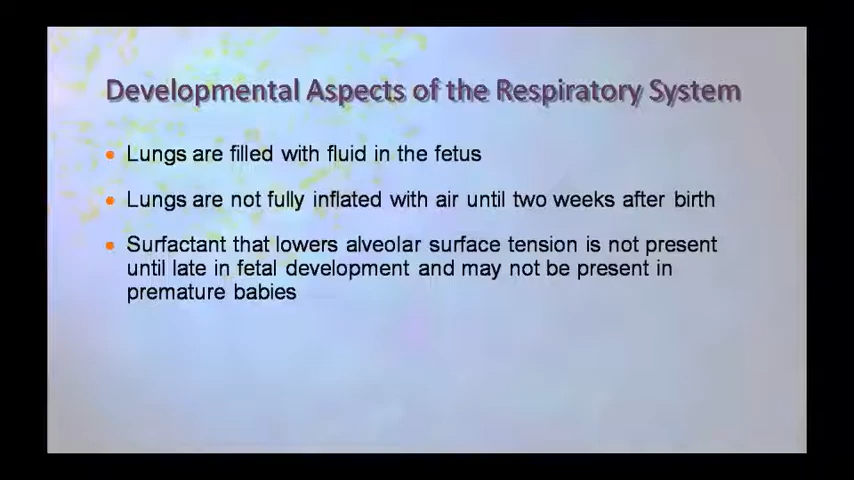 Developmental Aspects of the Respiratory System
Lungs are filled with fluid in the fetus
Lungs are not fully inflated with air until two weeks after birth
Surfactant that lowers alveolar surface tension is not present
until late in fetal development and may not be present in
premature babies